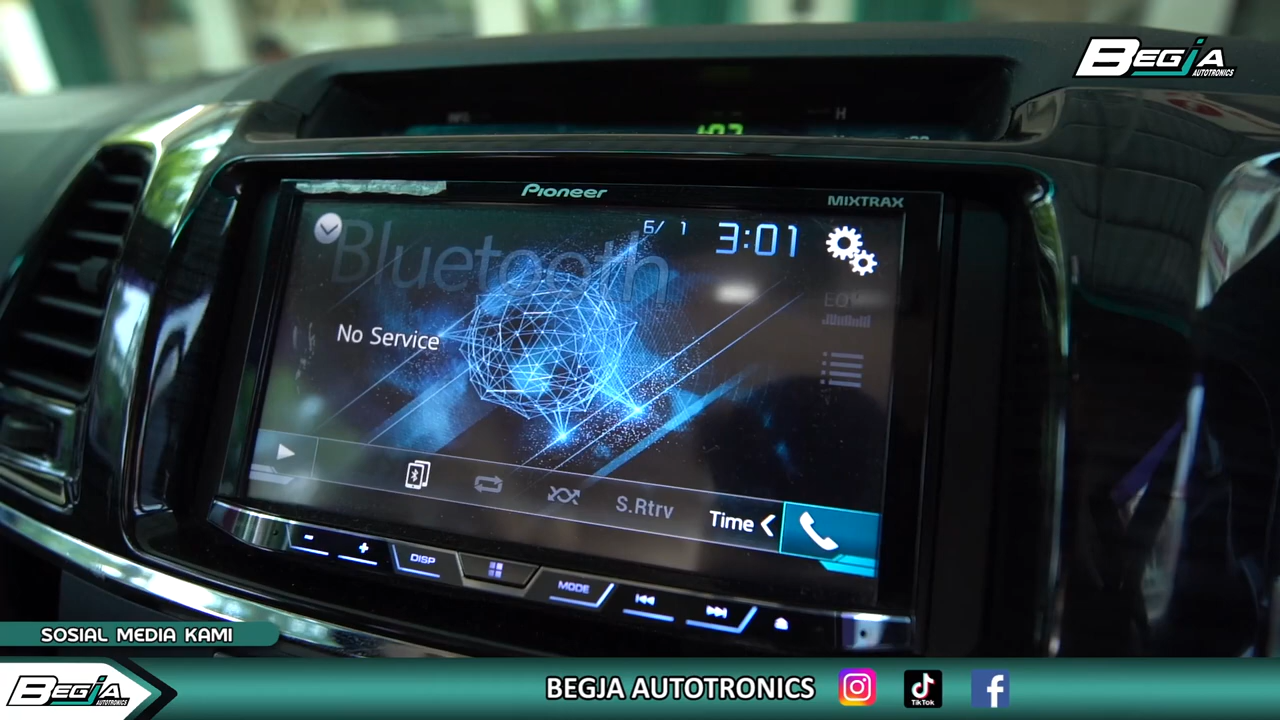 BEGJA
AUTOTRONICS
H
Pioneer
MIXTRAX
Bluetooth
6/ 1
3:01
EQ
No Service
S.Rtrv
Time
- +
DISP
MODE
SOSIAL MEDIA KAMI
BEGJA
AUTOTRONICS
BEGJA AUTOTRONICS
TikTok